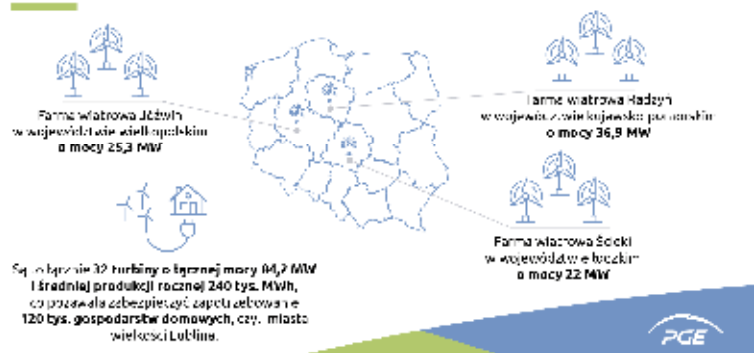 Farma wiatrowa Jóźwin
w województwie wielkopolskim
o mocy 25,3 MW
Farma wiatrowa Radzyń
w województwie kujawsko-pomorskim
o mocy 36,9 MW
Farma wiatrowa Ścieki
w województwie łódzkim
o mocy 22 MW
Są to łącznie 32 turbiny o łącznej mocy 84,2 MW
i średniej produkcji rocznej 240 tys. MWh,
co pozwala zabezpieczyć zapotrzebowanie
120 tys. gospodarstw domowych, czyli miasta
wielkości Lublina.
PGE